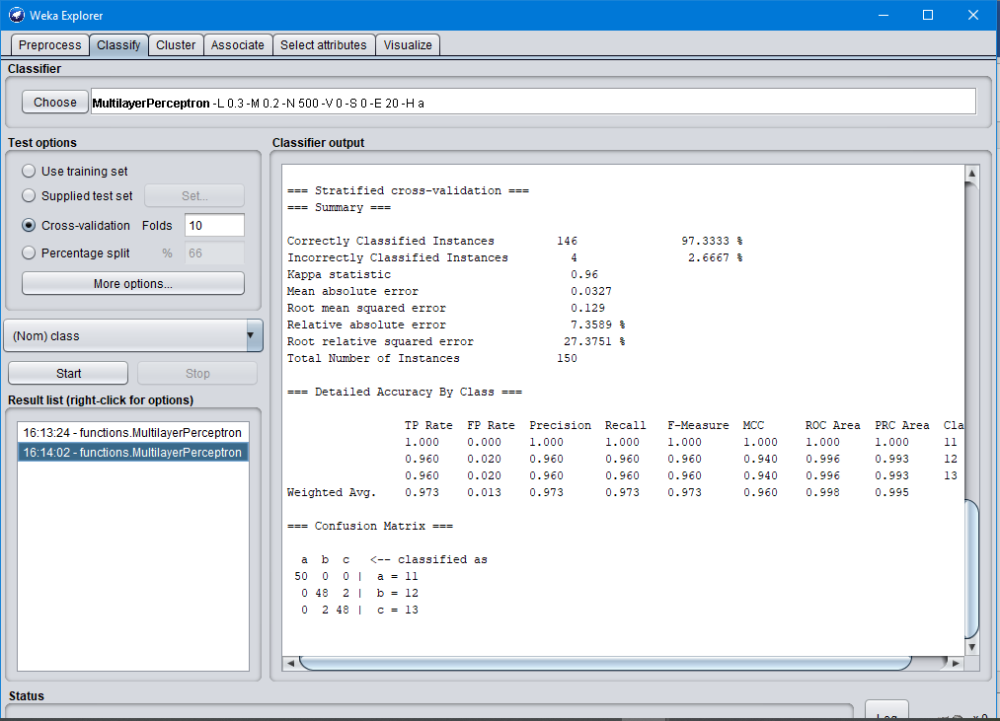 Weka Explorer
Preprocess Classify Cluster Associate Select attributes Visualize
Classifier
Choose MultilayerPerceptron -L 0.3 -M 0.2 -N 500 -V 0 -S 0 -E 20 -H a
Test options
Use training set
Supplied test set Set...
Cross-validation Folds 10
Percentage split % 66
More options...
(Nom) class
Start Stop
Result list (right-click for options)
16:13:24 - functions.MultilayerPerceptron
16:14:02 - functions.MultilayerPerceptron
Classifier output
=== Stratified cross-validation ===
=== Summary ===
Correctly Classified Instances 146 97.3333 %
Incorrectly Classified Instances 4 2.6667 %
Kappa statistic 0.96
Mean absolute error 0.0327
Root mean squared error 0.129
Relative absolute error 7.3589 %
Root relative squared error 27.3751 %
Total Number of Instances 150
=== Detailed Accuracy By Class ===
TP Rate FP Rate Precision Recall F-Measure MCC ROC Area PRC Area Cla
1.000 0.000 1.000 1.000 1.000 1.000 1.000 1.000 11
0.960 0.020 0.960 0.960 0.960 0.940 0.996 0.993 12
0.960 0.020 0.960 0.960 0.960 0.940 0.996 0.993 13
Weighted Avg. 0.973 0.013 0.973 0.973 0.973 0.960 0.998 0.995
=== Confusion Matrix ===
a b c <-- classified as
50 0 0 | a = 11
0 48 2 | b = 12
0 2 48 | c = 13
Status
Log x 0